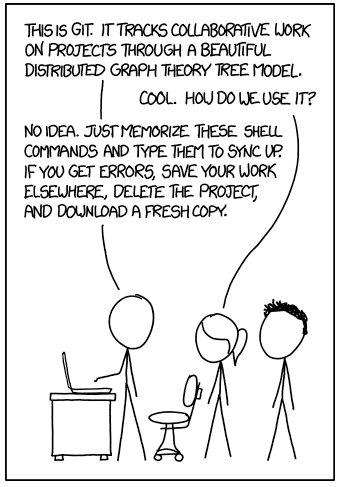 THIS IS GIT. IT TRACKS COLLABORATIVE WORK
ON PROJECTS THROUGH A BEAUTIFUL
DISTRIBUTED GRAPH THEORY TREE MODEL.
COOL. HOW DO WE USE IT?
NO IDEA. JUST MEMORIZE THESE SHELL
COMMANDS AND TYPE THEM TO SYNC UP.
IF YOU GET ERRORS, SAVE YOUR WORK
ELSEWHERE, DELETE THE PROJECT,
AND DOWNLOAD A FRESH COPY.